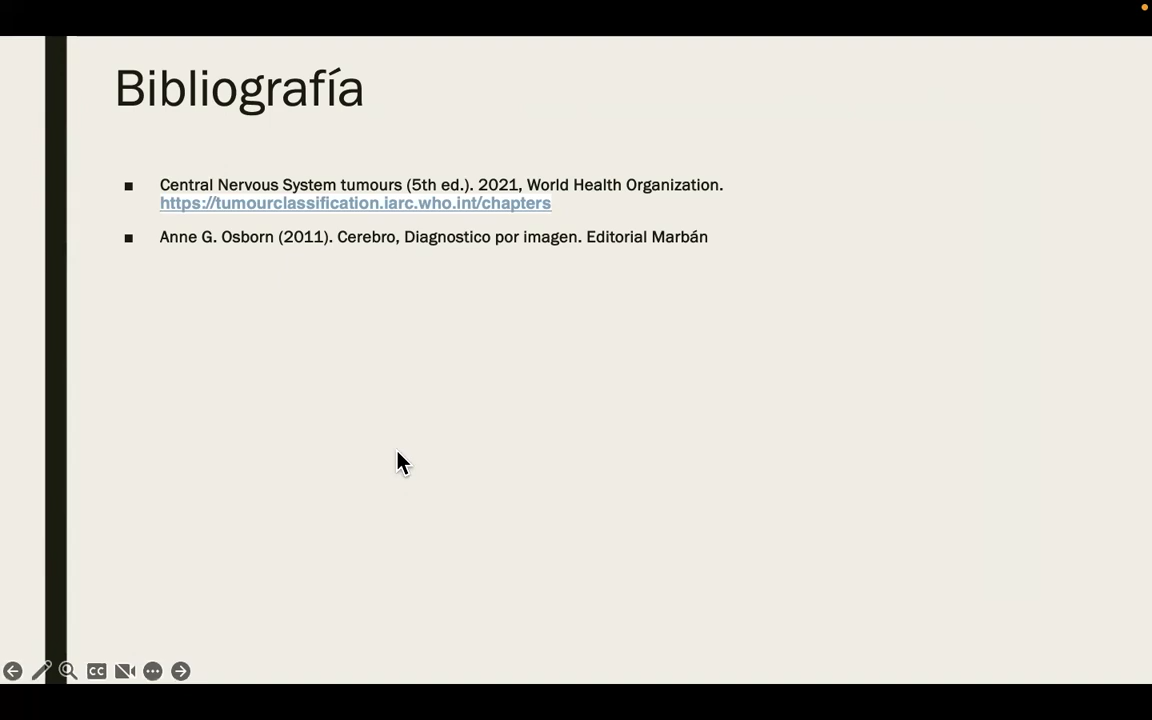 Bibliografía
Central Nervous System tumours (5th ed.). 2021, World Health Organization.
https://tumourclassification.iarc.who.int/chapters
Anne G. Osborn (2011). Cerebro, Diagnostico por imagen. Editorial Marbán
CC